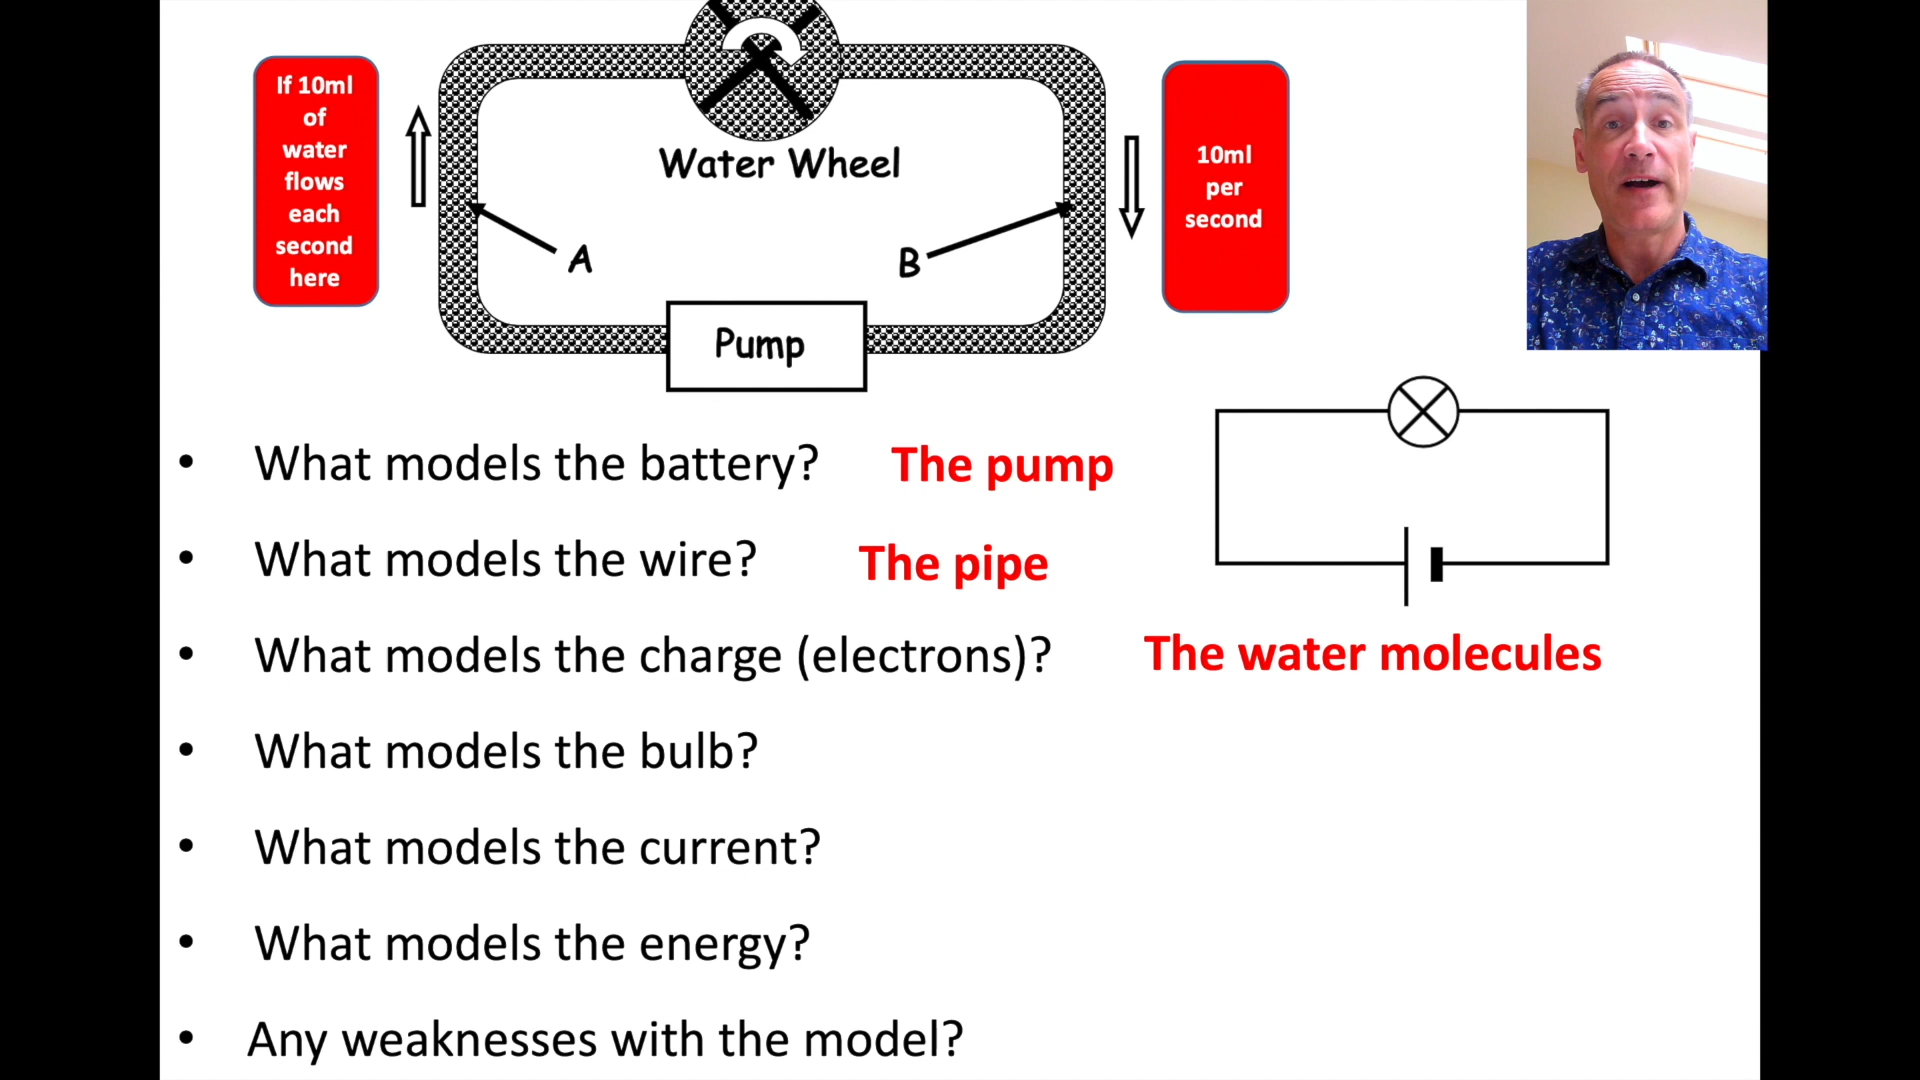 If 10ml
of
water
flows
each
second
here
Water Wheel
10ml
per
second
A
B
Pump
• What models the battery? The pump
• What models the wire? The pipe
• What models the charge (electrons)? The water molecules
• What models the bulb?
• What models the current?
• What models the energy?
• Any weaknesses with the model?